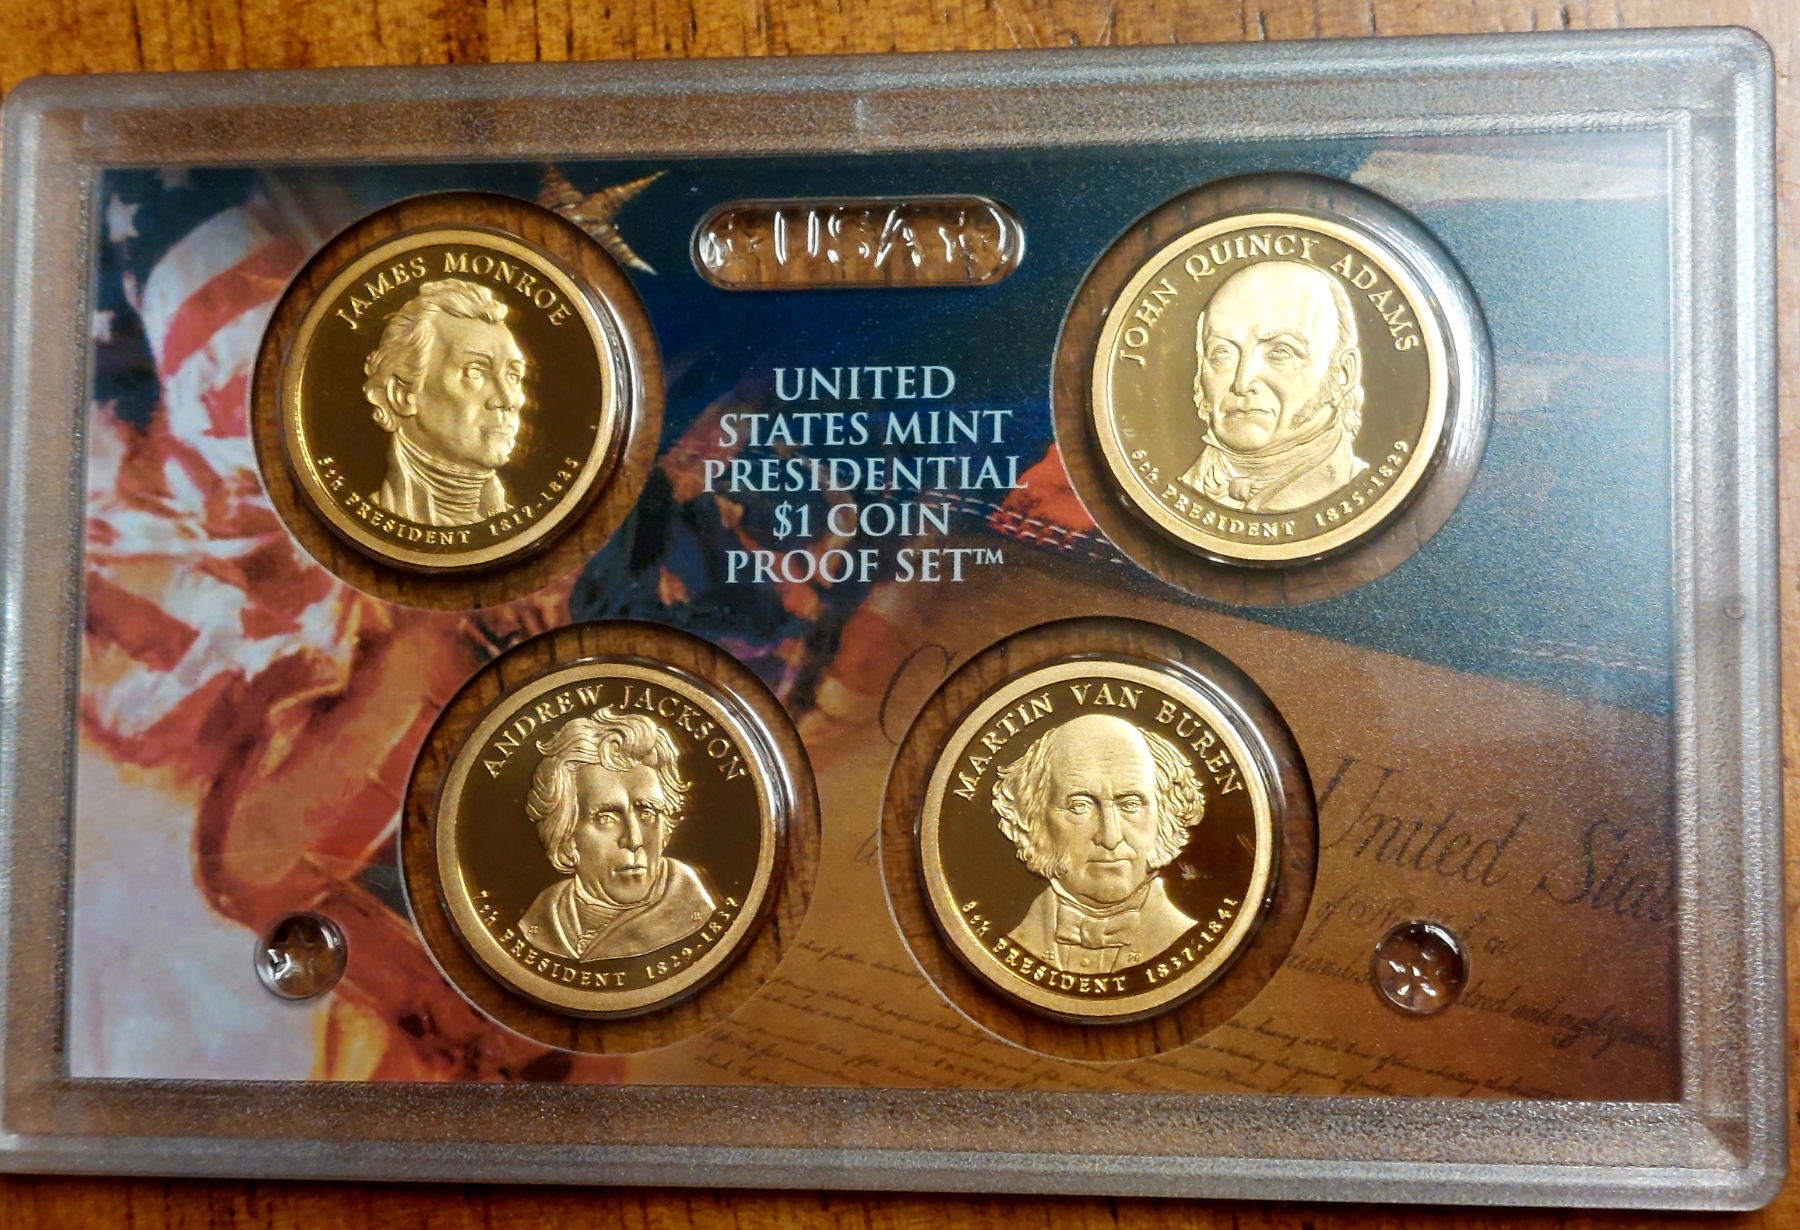 JAMES MONROE
5th PRESIDENT 1817-1825
USA
JOHN QUINCY ADAMS
6th PRESIDENT 1825-1829
UNITED
STATES MINT
PRESIDENTIAL
$1 COIN
PROOF SET™
ANDREW JACKSON
7th PRESIDENT 1829-1837
MARTIN VAN BUREN
8th PRESIDENT 1837-1841
United Stat